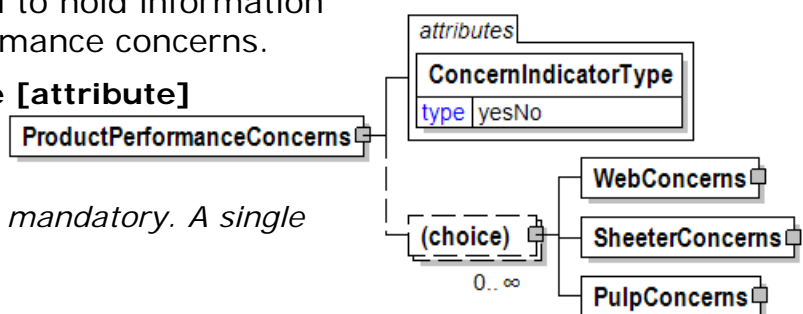 to hold information
mance concerns.
[attribute]
mandatory. A single
ProductPerformanceConcerns
attributes
ConcernIndicatorType
type yesNo
(choice)
0.. ∞
WebConcerns
SheeterConcerns
PulpConcerns